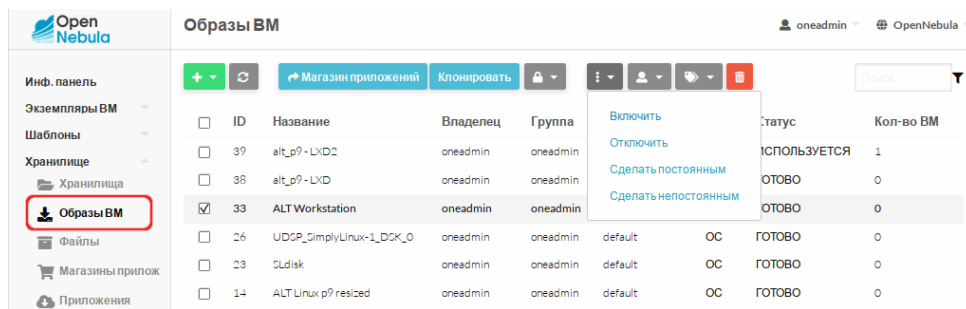 Open Nebula
Образы ВМ
oneadmin
OpenNebula
Инф. панель
Экземпляры ВМ
Шаблоны
Хранилище
Хранилища
Образы ВМ
Файлы
Магазины прилож
Приложения
Магазин приложений
Клонировать
Поиск
Включить
Отключить
Сделать постоянным
Сделать непостоянным
ID Название Владелец Группа Статус Кол-во ВМ
39 alt_p9 - LXD2 oneadmin oneadmin ИСПОЛЬЗУЕТСЯ 1
38 alt_p9 - LXD oneadmin oneadmin ГОТОВО 0
33 ALT Workstation oneadmin oneadmin ГОТОВО 0
26 UDSP_SimplyLinux-1_DSK_0 oneadmin oneadmin default ОС ГОТОВО 0
23 SLdisk oneadmin oneadmin default ОС ГОТОВО 0
14 ALT Linux p9 resized oneadmin oneadmin default ОС ГОТОВО 0